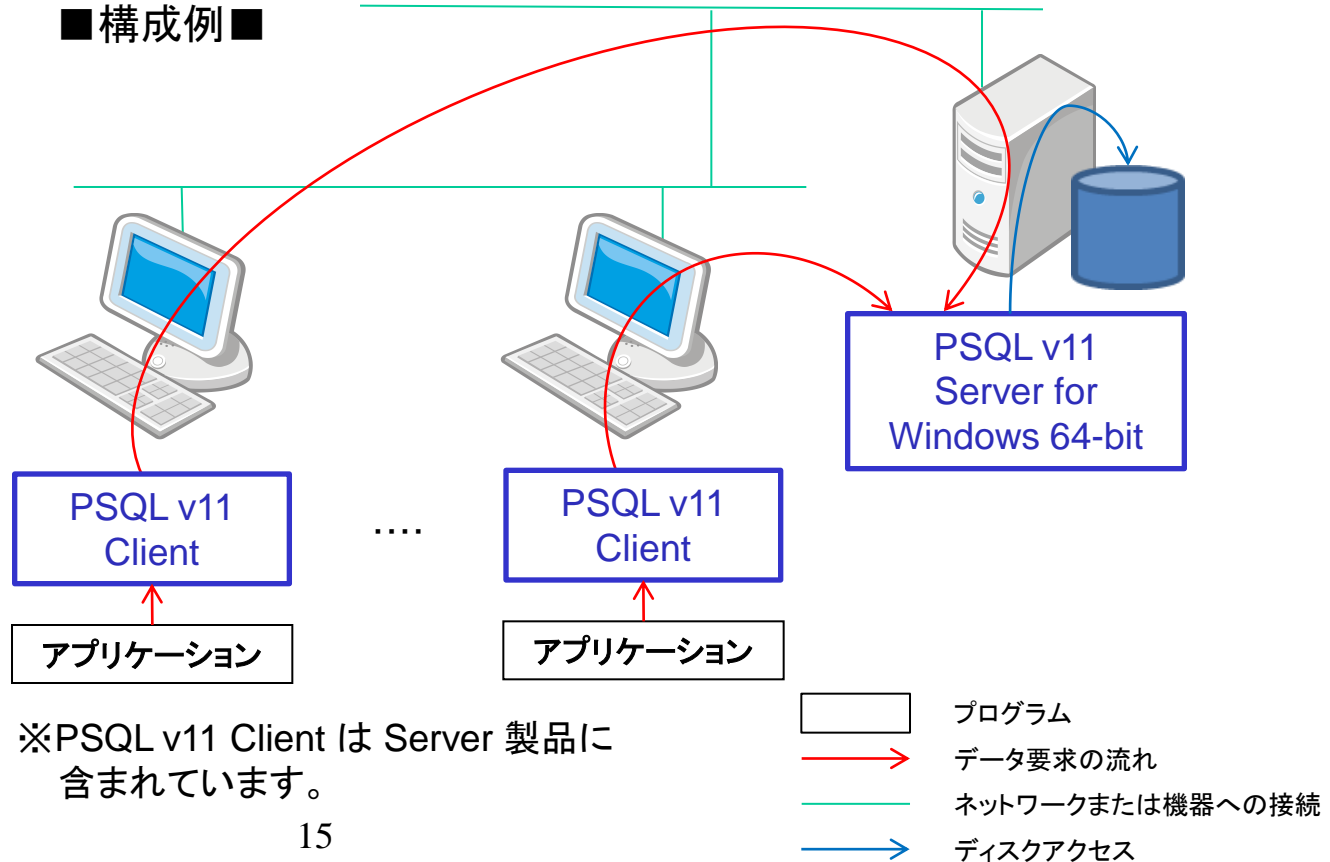 ■構成例■
PSQL v11
Server for
Windows 64-bit
PSQL v11
Client
....
PSQL v11
Client
アプリケーション
アプリケーション
※PSQL v11 Client は Server 製品に
含まれています。
プログラム
データ要求の流れ
ネットワークまたは機器への接続
ディスクアクセス
15